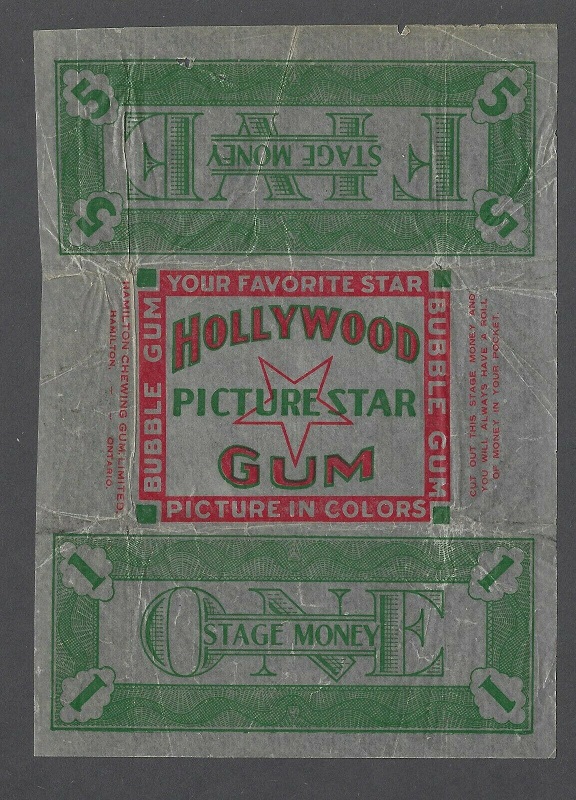 5 5
FIVE
STAGE MONEY
5 5
YOUR FAVORITE STAR
BUBBLE GUM
HOLLYWOOD
PICTURE STAR
GUM
BUBBLE GUM
PICTURE IN COLORS
HAMILTON CHEWING GUM, LIMITED.
HAMILTON, — — ONTARIO.
CUT OUT THIS STAGE MONEY AND
YOU WILL ALWAYS HAVE A ROLL
OF MONEY IN YOUR POCKET.
1 1
ONE
STAGE MONEY
1 1